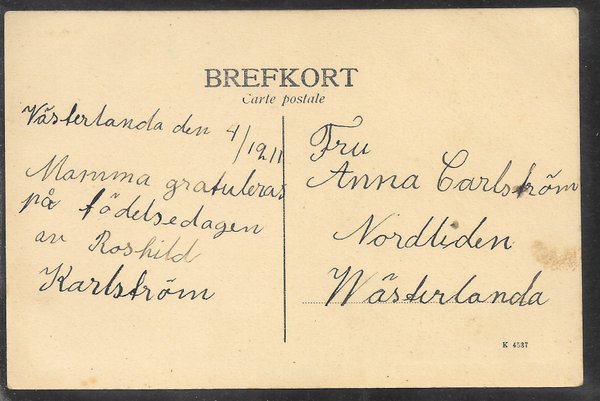 BREFKORT
Carte postale
Västerlanda den 4/12 11
Mamma gratuleras
på födelsedagen
av Roshild
Karlström
Fru
Anna Carlström
Nordliden
Wästerlanda
K 4537